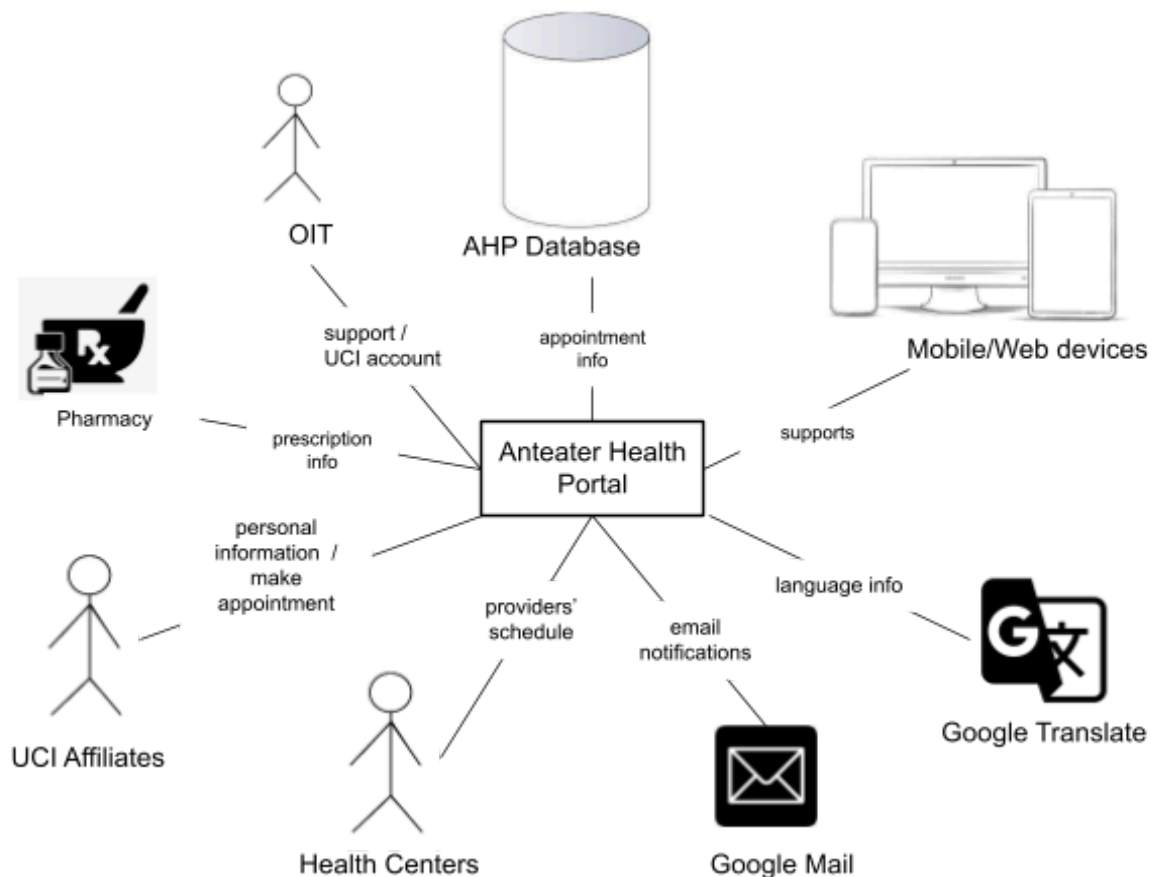 OIT
AHP Database
support /
UCI account
appointment
info
Mobile/Web devices
Rx
Pharmacy
prescription
info
Anteater Health
Portal
supports
personal
information /
make
appointment
providers'
schedule
email
notifications
language info
G
文
UCI Affiliates
Health Centers
Google Mail
Google Translate